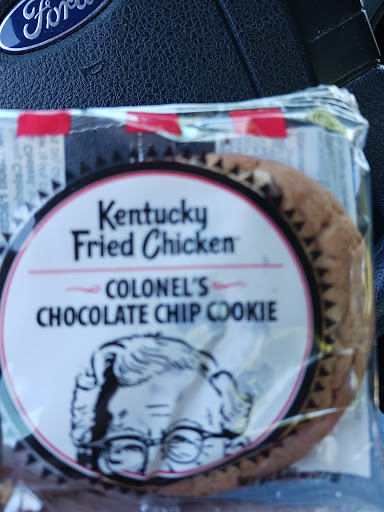 Ford
Kentucky
Fried Chicken
COLONEL'S
CHOCOLATE CHIP COOKIE